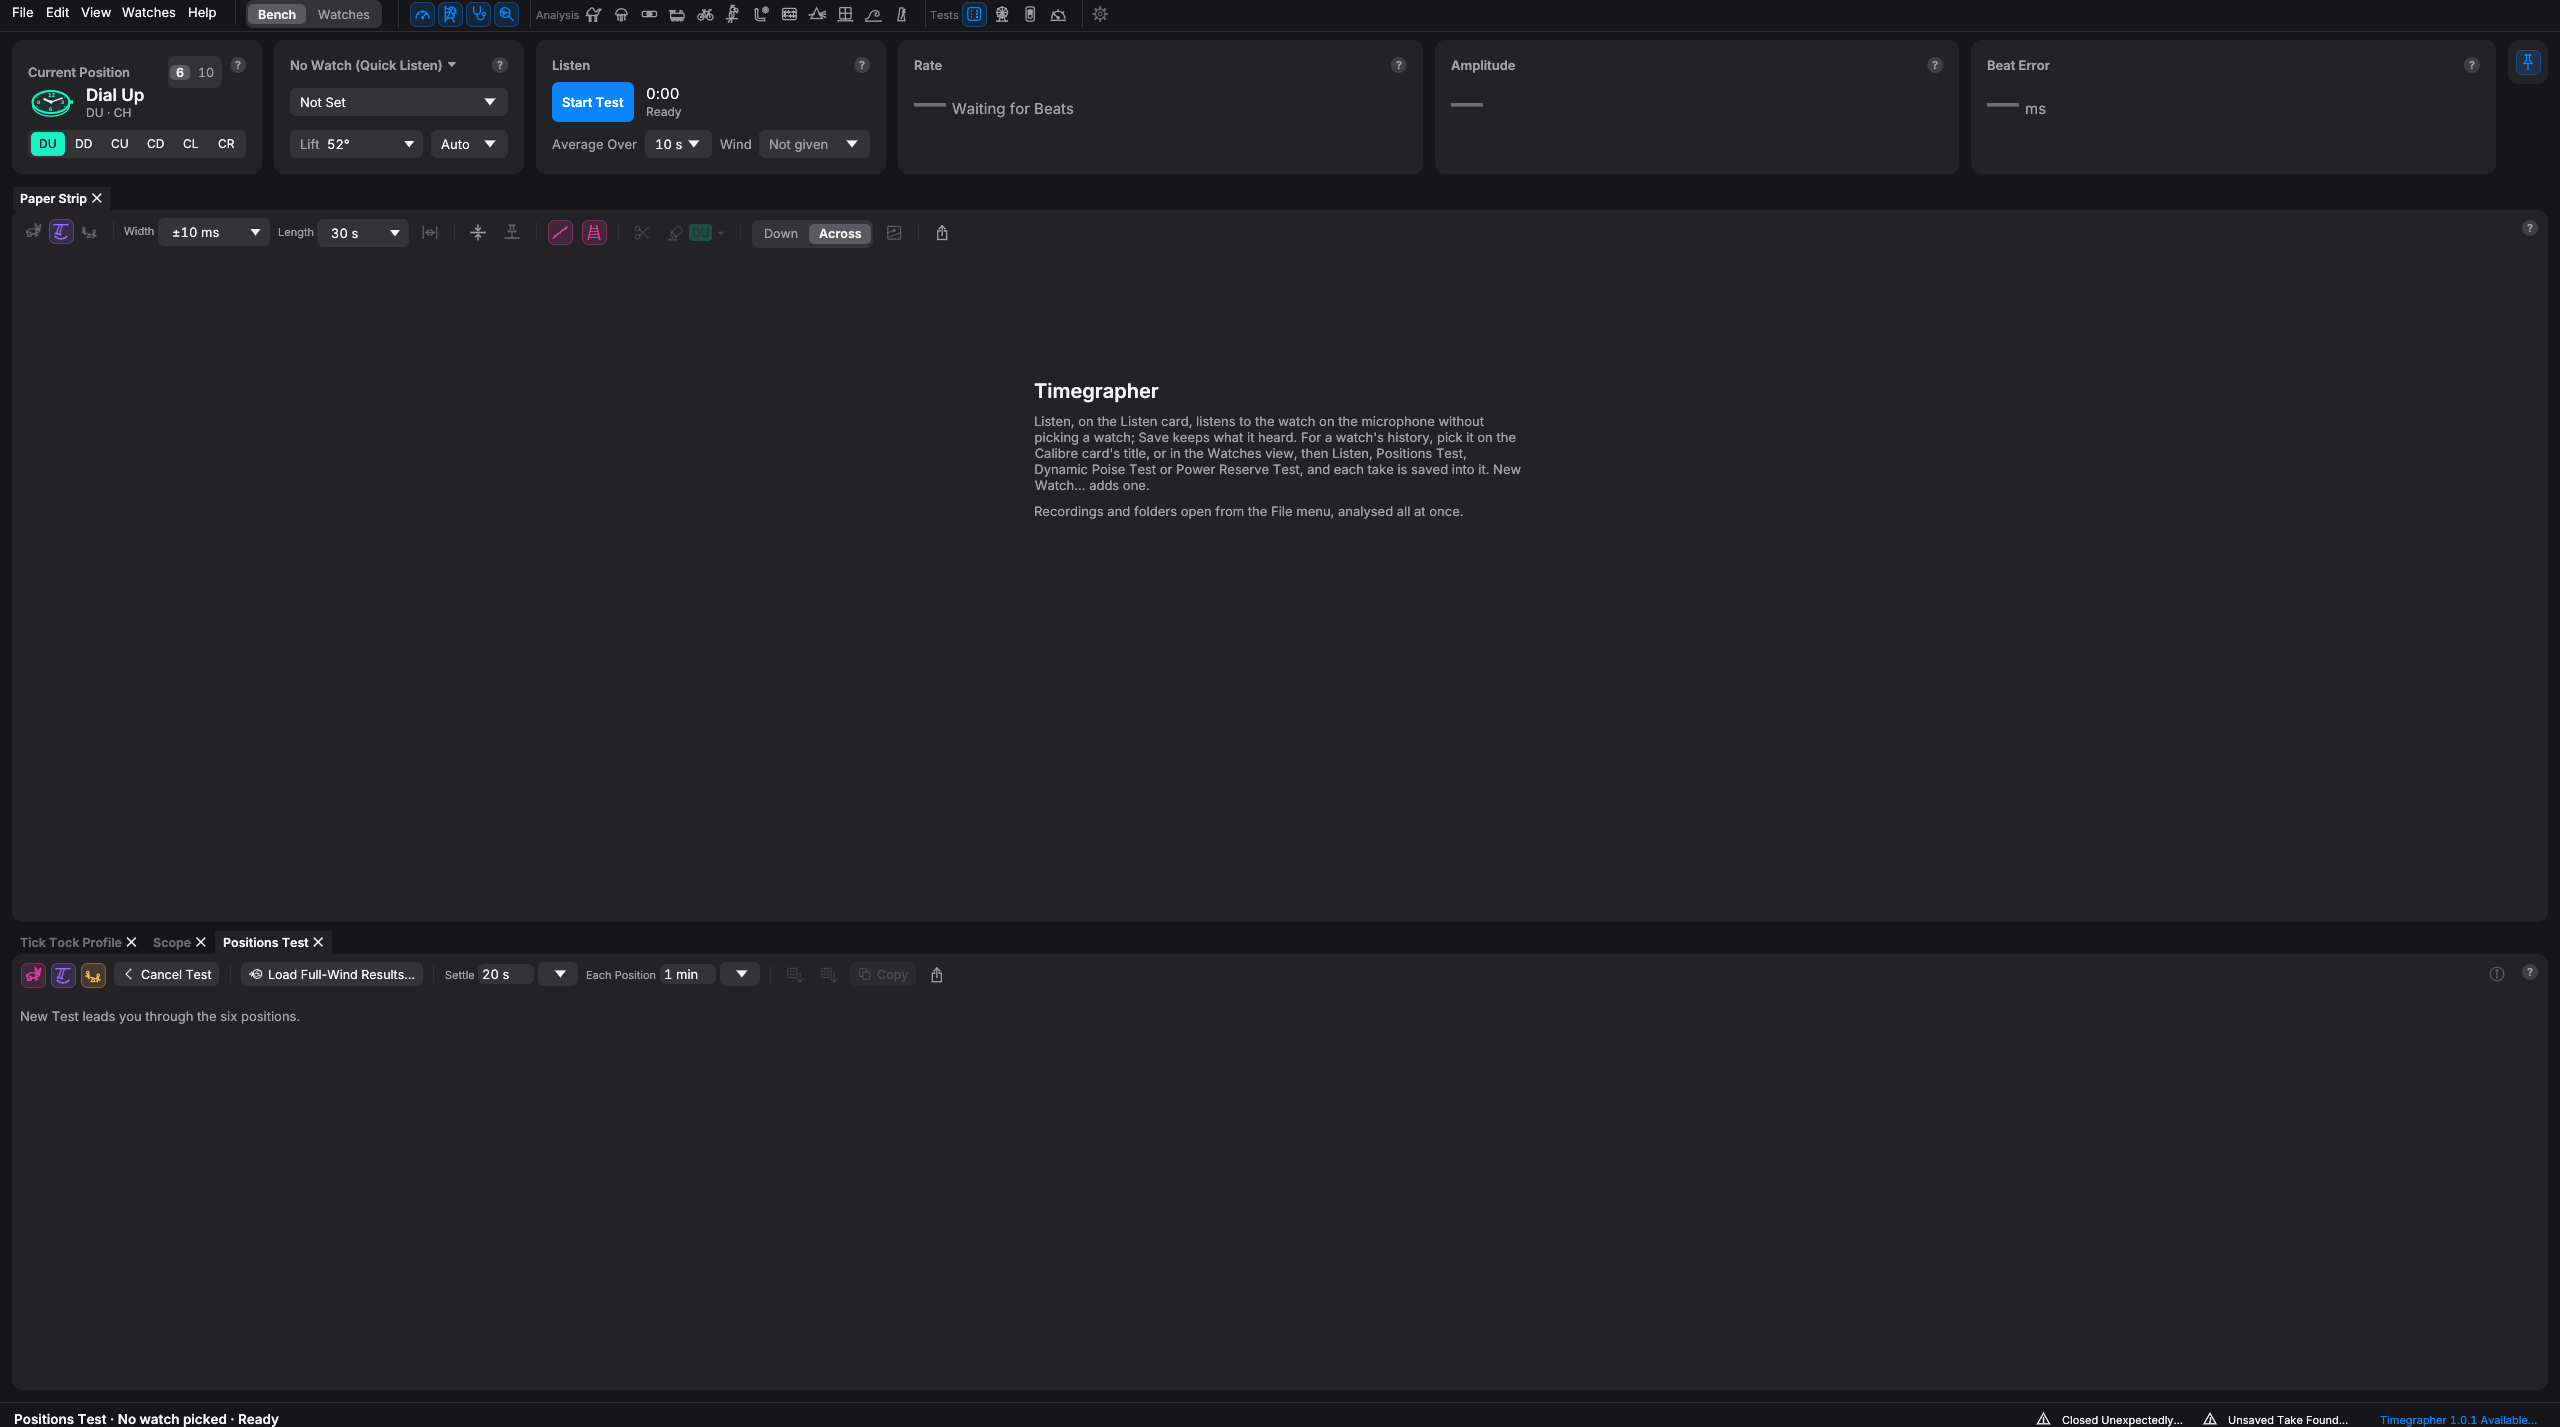 File Edit View Watches Help Bench Watches Analysis Tests
Current Position 6 10 ?
Dial Up
DU · CH
DU DD CU CD CL CR
No Watch (Quick Listen) ?
Not Set
Lift 52° Auto
Listen ?
Start Test 0:00
Ready
Average Over 10 s Wind Not given
Rate ?
Waiting for Beats
Amplitude ?
Beat Error ?
ms
Paper Strip
Width ±10 ms Length 30 s DU Down Across ?
Timegrapher
Listen, on the Listen card, listens to the watch on the microphone without
picking a watch; Save keeps what it heard. For a watch's history, pick it on the
Calibre card's title, or in the Watches view, then Listen, Positions Test,
Dynamic Poise Test or Power Reserve Test, and each take is saved into it. New
Watch... adds one.
Recordings and folders open from the File menu, analysed all at once.
Tick Tock Profile Scope Positions Test
Cancel Test Load Full-Wind Results... Settle 20 s Each Position 1 min Copy ?
New Test leads you through the six positions.
Positions Test · No watch picked · Ready Closed Unexpectedly... Unsaved Take Found... Timegrapher 1.0.1 Available...